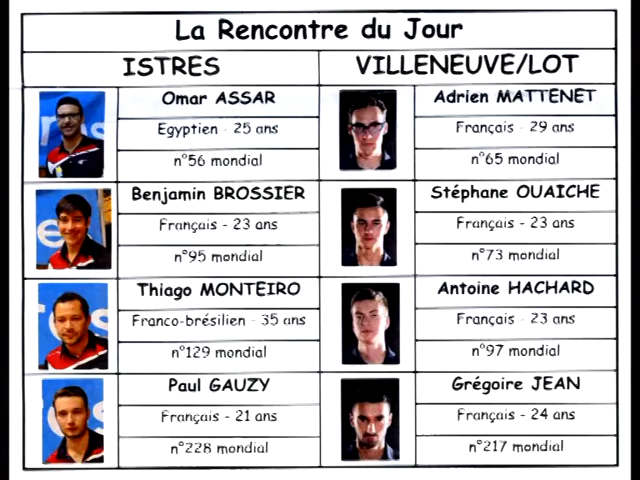 La Rencontre du Jour
ISTRES
VILLENEUVE/LOT
Omar ASSAR
Egyptien - 25 ans
n°56 mondial
Adrien MATTENET
Français - 29 ans
n°65 mondial
Benjamin BROSSIER
Français - 23 ans
n°95 mondial
Stéphane OUAICHE
Français - 23 ans
n°73 mondial
Thiago MONTEIRO
Franco-brésilien - 35 ans
n°129 mondial
Antoine HACHARD
Français - 23 ans
n°97 mondial
Paul GAUZY
Français - 21 ans
n°228 mondial
Grégoire JEAN
Français - 24 ans
n°217 mondial